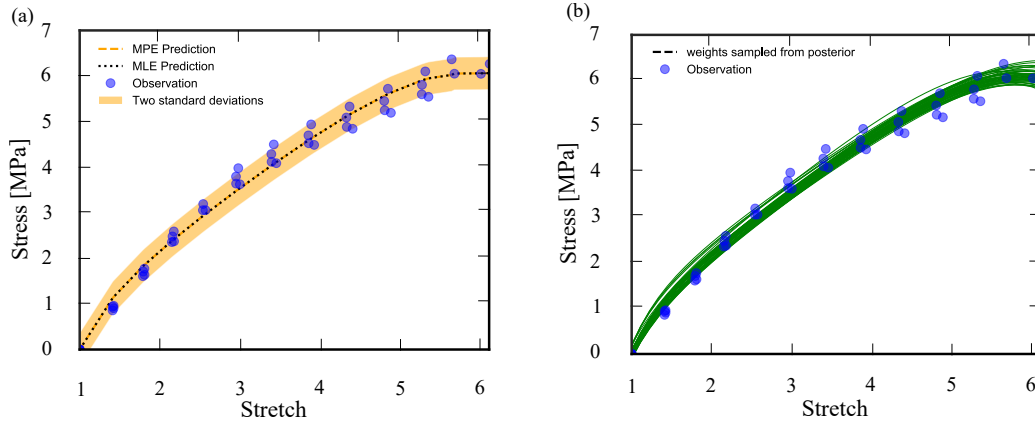 (a)
7
6
5
4
3
2
1
0
Stress [MPa]
MPE Prediction
MLE Prediction
Observation
Two standard deviations
1 2 3 4 5 6
Stretch
(b)
7
6
5
4
3
2
1
0
Stress [MPa]
weights sampled from posterior
Observation
1 2 3 4 5 6
Stretch